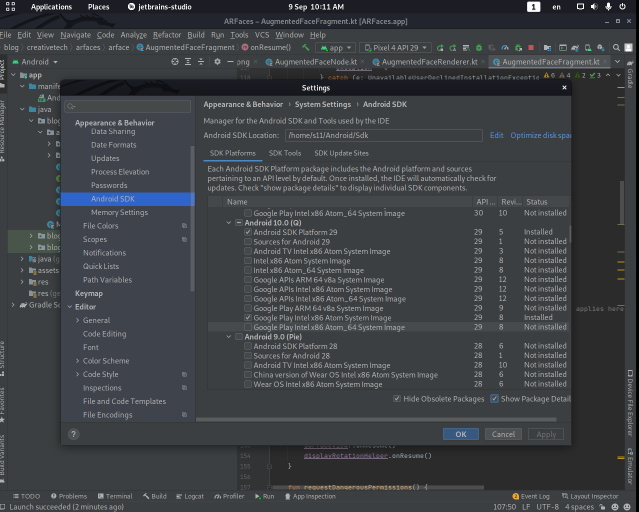 Applications Places jetbrains-studio 9 Sep 10:11 AM 1 en
ARFaces – AugmentedFaceFragment.kt [ARFaces.app]
File Edit View Navigate Code Analyze Refactor Build Run Tools VCS Window Help
blog creativetech arfaces arface AugmentedFaceFragment onResume() app Pixel 4 API 29
Android AugmentedFaceNode.kt AugmentedFaceRenderer.kt AugmentedFaceFragment.kt
Project
Resource Manager
Structure
Favorites
Build Variants
Gradle
Device File Explorer
Emulator
app
java
assets
res
Gradle Sc
Settings
Appearance & Behavior
Data Sharing
Date Formats
Updates
Process Elevation
Passwords
Android SDK
Memory Settings
File Colors
Scopes
Notifications
Quick Lists
Path Variables
Keymap
Editor
General
Code Editing
Font
Color Scheme
Code Style
Inspections
File and Code Templates
File Encodings
Appearance & Behavior › System Settings › Android SDK
Manager for the Android SDK and Tools used by the IDE
Android SDK Location: /home/s11/Android/Sdk Edit Optimize disk spa
SDK Platforms SDK Tools SDK Update Sites
Each Android SDK Platform package includes the Android platform and sources
pertaining to an API level by default. Once installed, the IDE will automatically check for
updates. Check "show package details" to display individual SDK components.
Name API ... Revi... Status
Google Play Intel x86 Atom_64 System Image 30 10 Not installed
Android 10.0 (Q)
Android SDK Platform 29 29 5 Installed
Sources for Android 29 29 1 Not installed
Android TV Intel x86 Atom System Image 29 3 Not installed
Intel x86 Atom System Image 29 8 Not installed
Intel x86 Atom_64 System Image 29 8 Not installed
Google APIs ARM 64 v8a System Image 29 12 Not installed
Google APIs Intel x86 Atom System Image 29 12 Not installed
Google APIs Intel x86 Atom_64 System Image 29 12 Not installed
Google Play ARM 64 v8a System Image 29 9 Not installed
Google Play Intel x86 Atom System Image 29 8 Installed
Google Play Intel x86 Atom_64 System Image 29 8 Not installed
Android 9.0 (Pie)
Android SDK Platform 28 28 6 Not installed
Sources for Android 28 28 1 Not installed
Android TV Intel x86 Atom System Image 28 10 Not installed
China version of Wear OS Intel x86 Atom System Image 28 6 Not installed
Wear OS Intel x86 Atom System Image 28 6 Not installed
Hide Obsolete Packages Show Package Detail
? OK Cancel Apply
applies here
displayRotationHelper.onResume()
}
fun requestDangerousPermissions() {
TODO Problems Terminal Build Logcat Profiler Run App Inspection Event Log Layout Inspector
Launch succeeded (2 minutes ago) 107:50 LF UTF-8 4 spaces